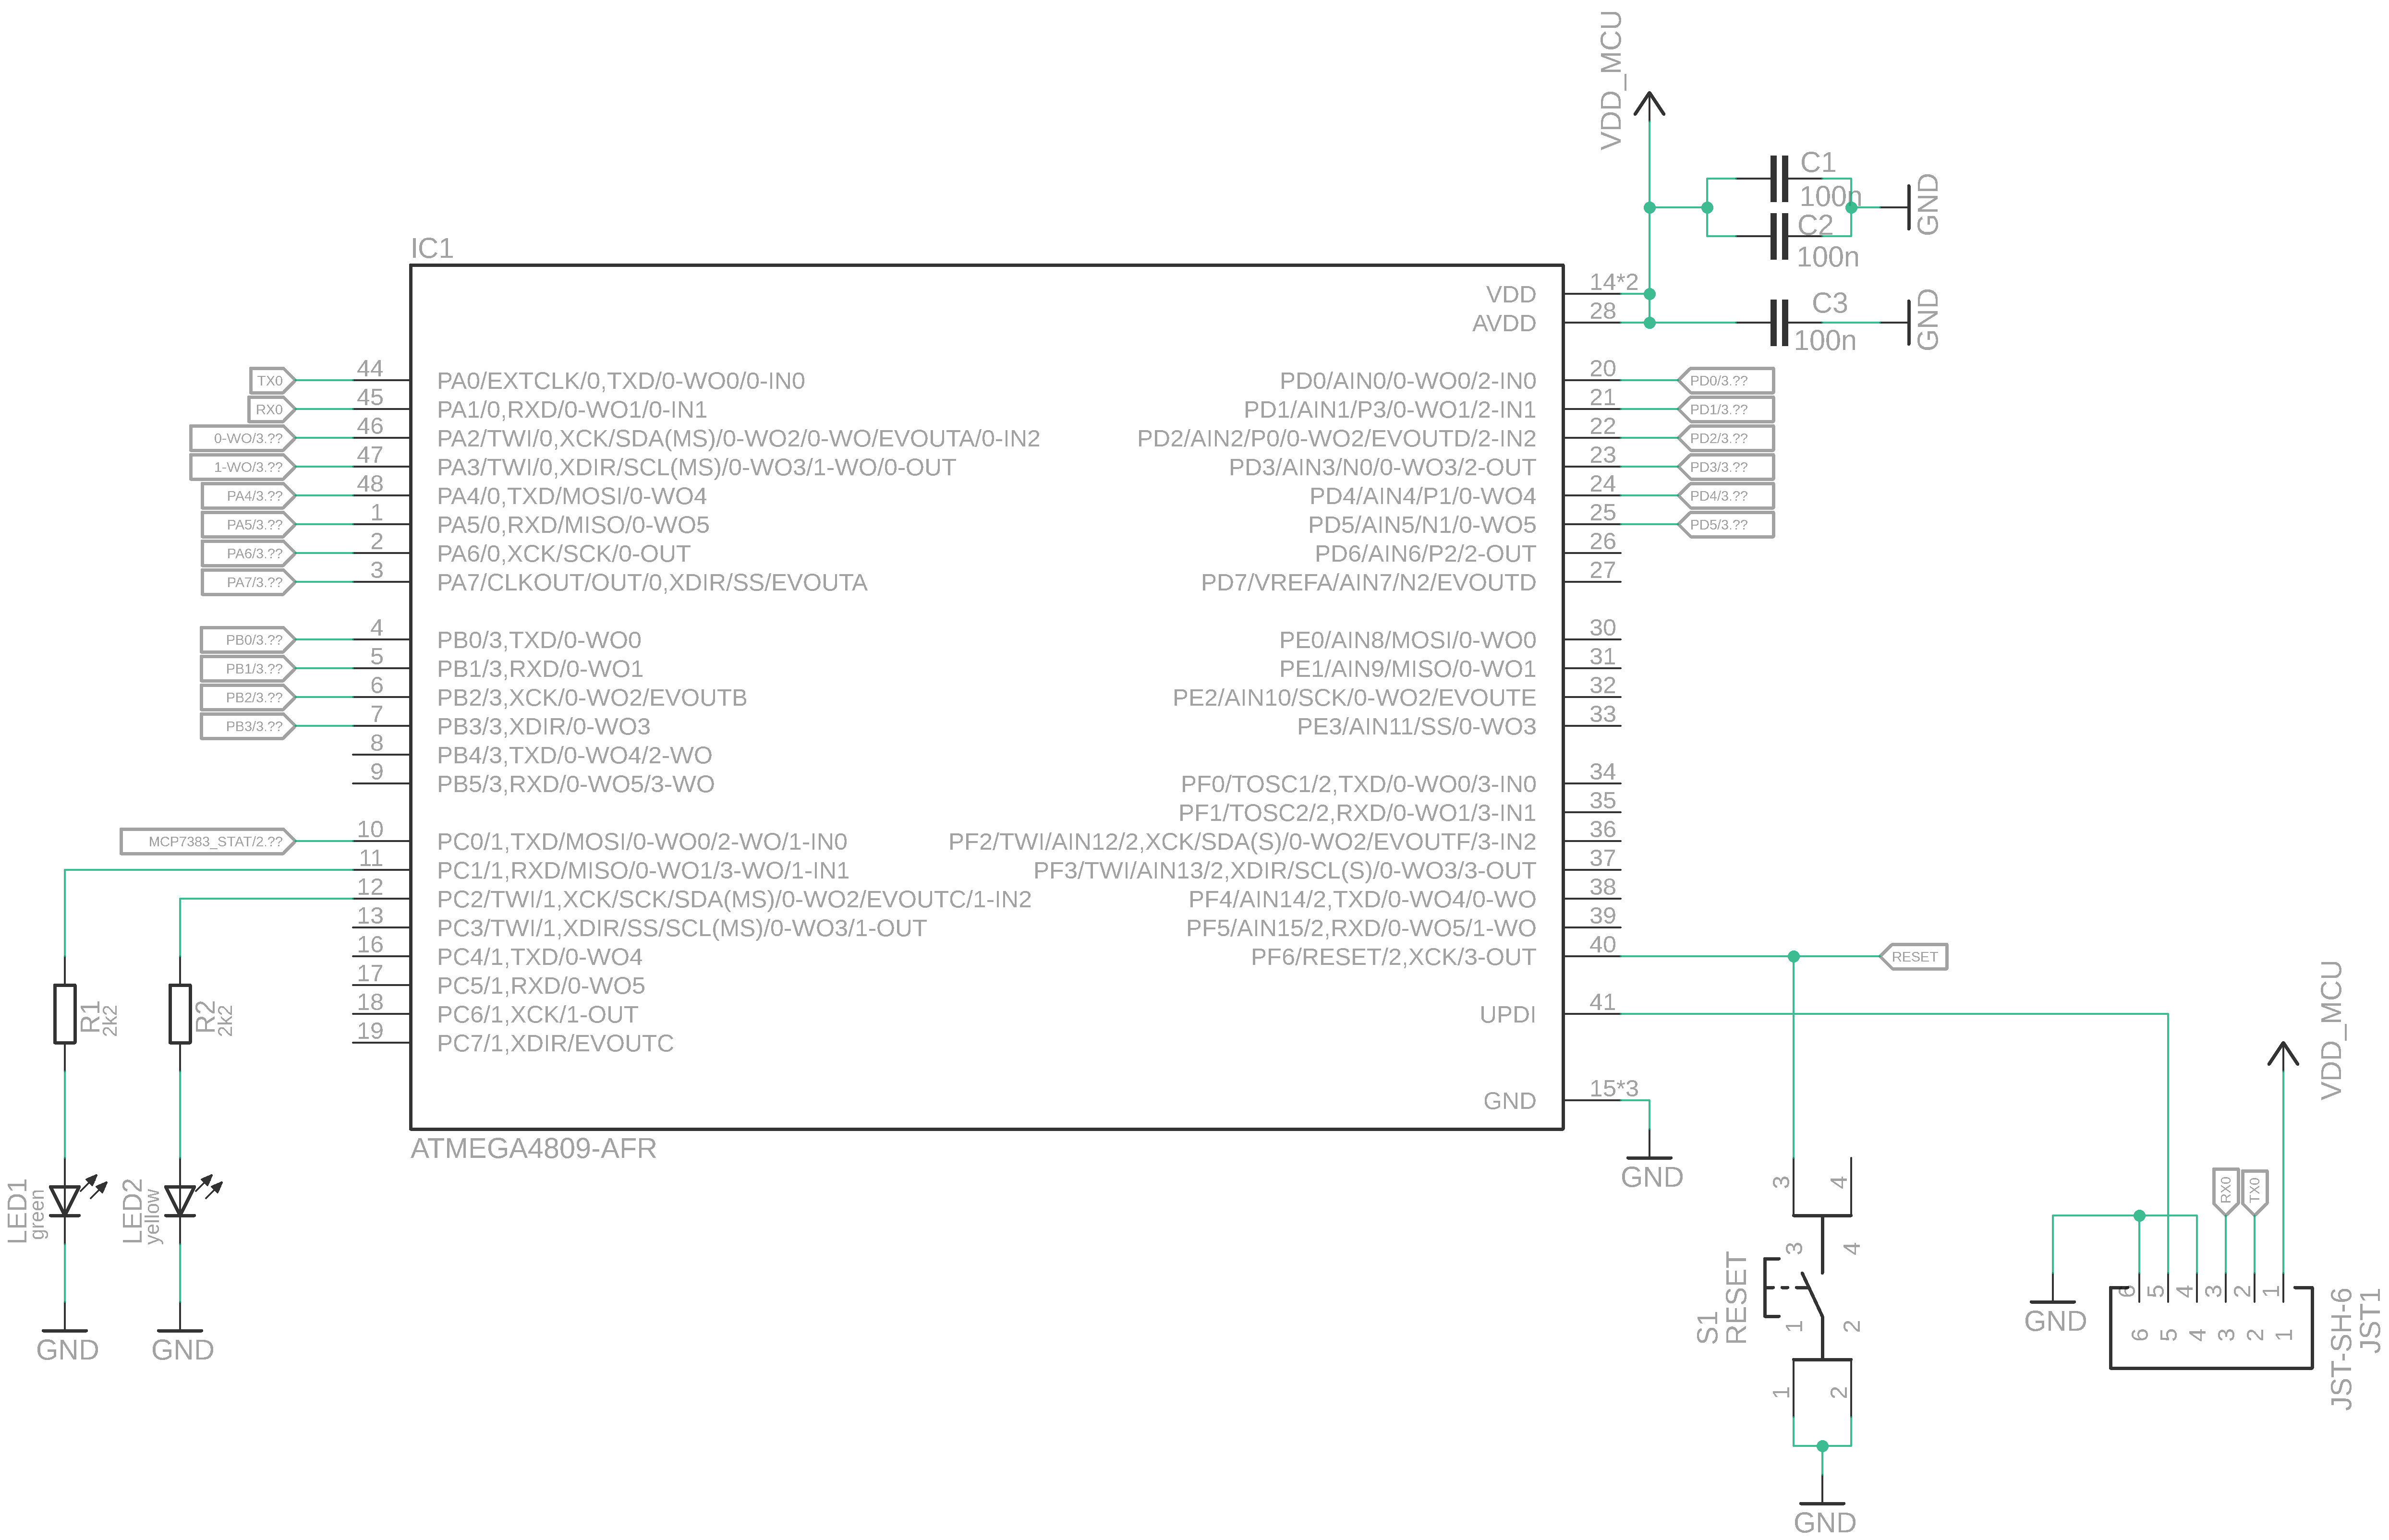 VDD_MCU
C1
100n
C2
100n
GND
C3
100n
GND
IC1
VDD
14*2
AVDD
28
TX0
44
PA0/EXTCLK/0,TXD/0-WO0/0-IN0
RX0
45
PA1/0,RXD/0-WO1/0-IN1
0-WO/3.??
46
PA2/TWI/0,XCK/SDA(MS)/0-WO2/0-WO/EVOUTA/0-IN2
1-WO/3.??
47
PA3/TWI/0,XDIR/SCL(MS)/0-WO3/1-WO/0-OUT
PA4/3.??
48
PA4/0,TXD/MOSI/0-WO4
PA5/3.??
1
PA5/0,RXD/MISO/0-WO5
PA6/3.??
2
PA6/0,XCK/SCK/0-OUT
PA7/3.??
3
PA7/CLKOUT/OUT/0,XDIR/SS/EVOUTA
PB0/3.??
4
PB0/3,TXD/0-WO0
PB1/3.??
5
PB1/3,RXD/0-WO1
PB2/3.??
6
PB2/3,XCK/0-WO2/EVOUTB
PB3/3.??
7
PB3/3,XDIR/0-WO3
8
PB4/3,TXD/0-WO4/2-WO
9
PB5/3,RXD/0-WO5/3-WO
MCP7383_STAT/2.??
10
PC0/1,TXD/MOSI/0-WO0/2-WO/1-IN0
11
PC1/1,RXD/MISO/0-WO1/3-WO/1-IN1
12
PC2/TWI/1,XCK/SCK/SDA(MS)/0-WO2/EVOUTC/1-IN2
13
PC3/TWI/1,XDIR/SS/SCL(MS)/0-WO3/1-OUT
16
PC4/1,TXD/0-WO4
17
PC5/1,RXD/0-WO5
18
PC6/1,XCK/1-OUT
19
PC7/1,XDIR/EVOUTC
PD0/AIN0/0-WO0/2-IN0
20
PD0/3.??
PD1/AIN1/P3/0-WO1/2-IN1
21
PD1/3.??
PD2/AIN2/P0/0-WO2/EVOUTD/2-IN2
22
PD2/3.??
PD3/AIN3/N0/0-WO3/2-OUT
23
PD3/3.??
PD4/AIN4/P1/0-WO4
24
PD4/3.??
PD5/AIN5/N1/0-WO5
25
PD5/3.??
PD6/AIN6/P2/2-OUT
26
PD7/VREFA/AIN7/N2/EVOUTD
27
PE0/AIN8/MOSI/0-WO0
30
PE1/AIN9/MISO/0-WO1
31
PE2/AIN10/SCK/0-WO2/EVOUTE
32
PE3/AIN11/SS/0-WO3
33
PF0/TOSC1/2,TXD/0-WO0/3-IN0
34
PF1/TOSC2/2,RXD/0-WO1/3-IN1
35
PF2/TWI/AIN12/2,XCK/SDA(S)/0-WO2/EVOUTF/3-IN2
36
PF3/TWI/AIN13/2,XDIR/SCL(S)/0-WO3/3-OUT
37
PF4/AIN14/2,TXD/0-WO4/0-WO
38
PF5/AIN15/2,RXD/0-WO5/1-WO
39
PF6/RESET/2,XCK/3-OUT
40
RESET
UPDI
41
GND
15*3
GND
ATMEGA4809-AFR
R1
2k2
R2
2k2
LED1
green
LED2
yellow
GND
GND
3
4
3
4
S1
RESET
1
2
1
2
GND
VDD_MCU
RX0
TX0
GND
6
5
4
3
2
1
6
5
4
3
2
1
JST-SH-6
JST1